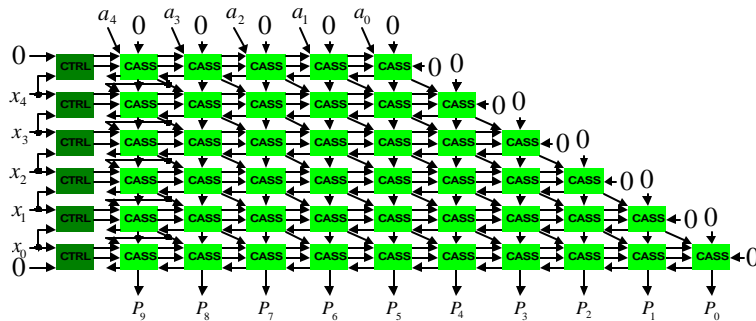 a₄ 0 a₃ 0 a₂ 0 a₁ 0 a₀ 0
0 CTRL CASS CASS CASS CASS CASS 0 0
x₄ CTRL CASS CASS CASS CASS CASS CASS 0 0
x₃ CTRL CASS CASS CASS CASS CASS CASS CASS 0 0
x₂ CTRL CASS CASS CASS CASS CASS CASS CASS CASS 0 0
x₁ CTRL CASS CASS CASS CASS CASS CASS CASS CASS CASS 0 0
x₀ CTRL CASS CASS CASS CASS CASS CASS CASS CASS CASS CASS 0
0
P₉ P₈ P₇ P₆ P₅ P₄ P₃ P₂ P₁ P₀